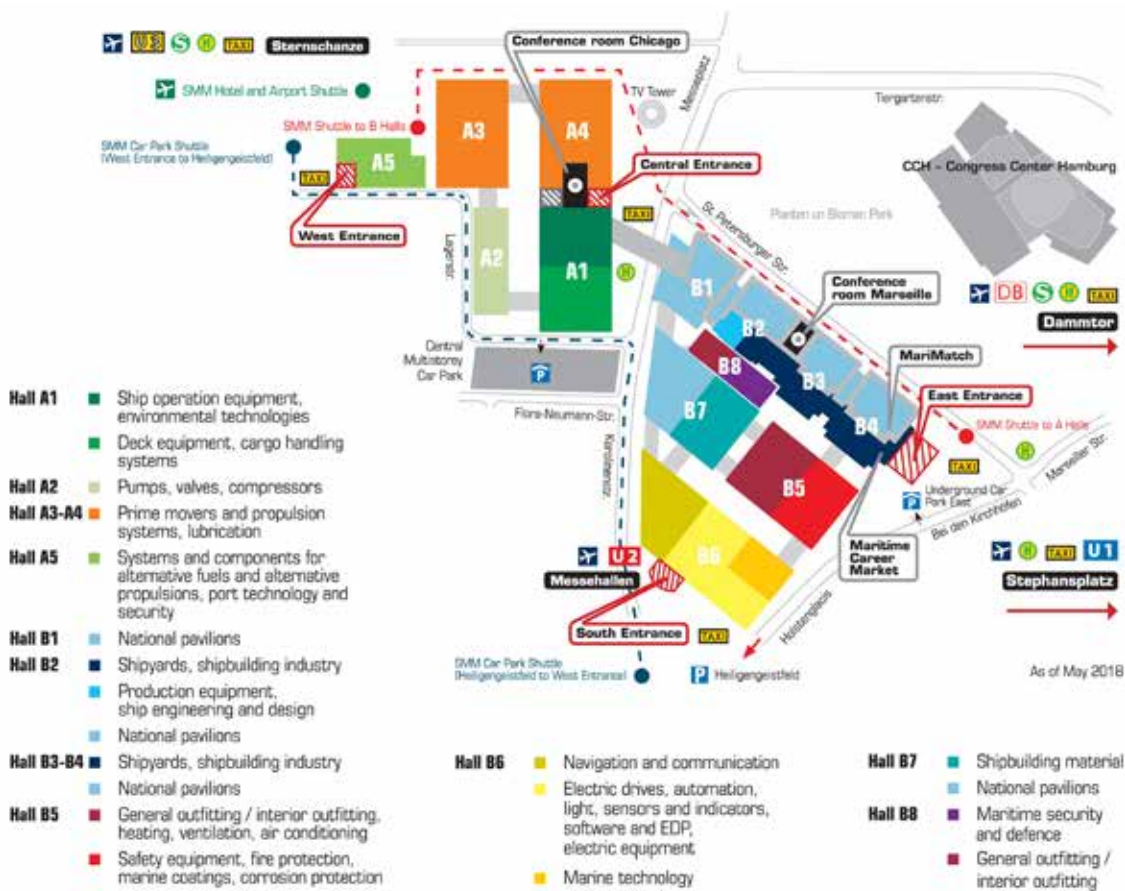 U3
S
H
TAXI
Sternschanze
Conference room Chicago
SMM Hotel and Airport Shuttle
TV Tower
Messeplatz
Tiergartenstr.
SMM Shuttle to B Halls
SMM Car Park Shuttle
(West Entrance to Heiligengeistfeld)
A3
A4
A5
TAXI
Central Entrance
CCH – Congress Center Hamburg
West Entrance
TAXI
Planten un Blomen Park
St. Petersburger Str.
Lagerstr.
A2
A1
H
B1
Conference
room Marseille
DB
S
H
TAXI
Dammtor
B2
Central
Multistorey
Car Park
P
MariMatch
B8
B3
East Entrance
B7
B4
Flora-Neumann-Str.
SMM Shuttle to A Halls
H
Karolinenstr.
TAXI
Marseiller Str.
B5
P
Underground Car
Park East
Bei den Kirchhöfen
U2
Messehallen
B6
Maritime
Career
Market
H
TAXI
U1
Stephansplatz
South Entrance
TAXI
Holstenglacis
SMM Car Park Shuttle
(Heiligengeistfeld to West Entrance)
P
Heiligengeistfeld
As of May 2018
Hall A1
Ship operation equipment,
environmental technologies
Deck equipment, cargo handling
systems
Hall A2
Pumps, valves, compressors
Hall A3-A4
Prime movers and propulsion
systems, lubrication
Hall A5
Systems and components for
alternative fuels and alternative
propulsions, port technology and
security
Hall B1
National pavilions
Hall B2
Shipyards, shipbuilding industry
Production equipment,
ship engineering and design
National pavilions
Hall B3-B4
Shipyards, shipbuilding industry
National pavilions
Hall B5
General outfitting / interior outfitting,
heating, ventilation, air conditioning
Safety equipment, fire protection,
marine coatings, corrosion protection
Hall B6
Navigation and communication
Electric drives, automation,
light, sensors and indicators,
software and EDP,
electric equipment
Marine technology
Hall B7
Shipbuilding material
National pavilions
Hall B8
Maritime security
and defence
General outfitting /
interior outfitting